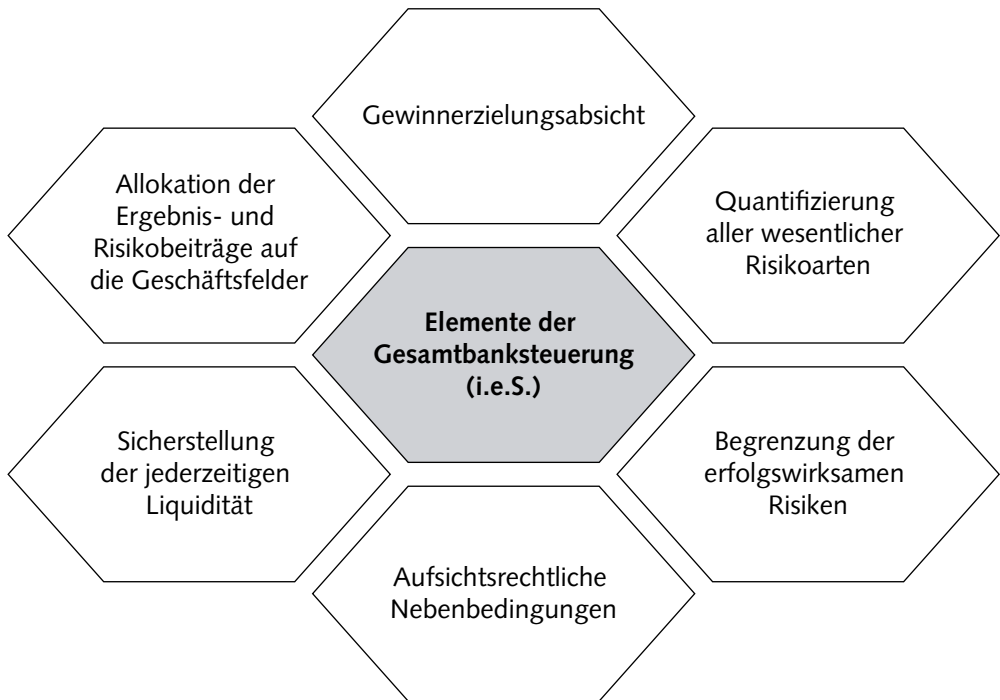 Gewinnerzielungsabsicht
Allokation der
Ergebnis- und
Risikobeiträge auf
die Geschäftsfelder
Quantifizierung
aller wesentlicher
Risikoarten
Elemente der
Gesamtbanksteuerung
(i.e.S.)
Sicherstellung
der jederzeitigen
Liquidität
Begrenzung der
erfolgswirksamen
Risiken
Aufsichtsrechtliche
Nebenbedingungen